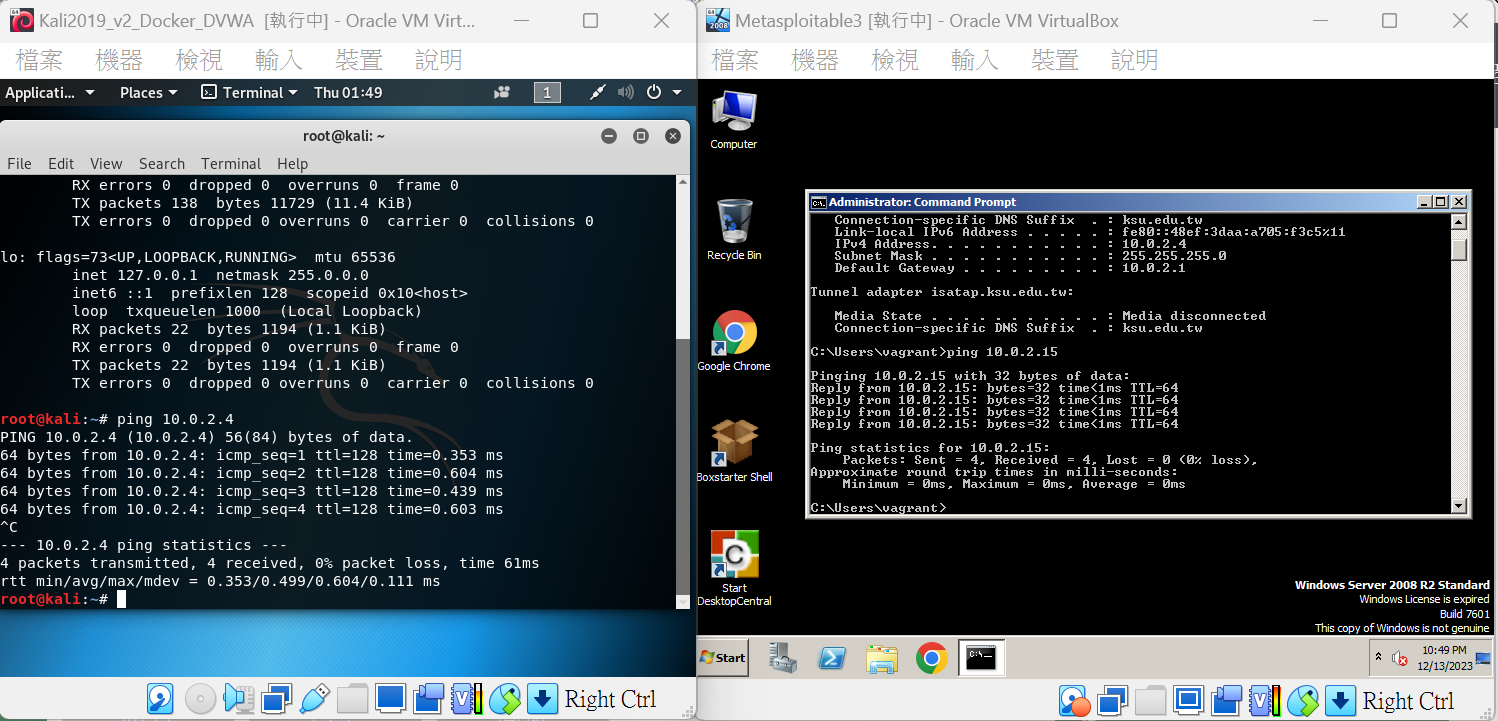 Kali2019_v2_Docker_DVWA [執行中] - Oracle VM Virt...
檔案 機器 檢視 輸入 裝置 說明
Applicati... Places Terminal Thu 01:49 1
root@kali: ~
File Edit View Search Terminal Help
RX errors 0  dropped 0  overruns 0  frame 0
TX packets 138  bytes 11729 (11.4 KiB)
TX errors 0  dropped 0 overruns 0  carrier 0  collisions 0
lo: flags=73<UP,LOOPBACK,RUNNING>  mtu 65536
inet 127.0.0.1  netmask 255.0.0.0
inet6 ::1  prefixlen 128  scopeid 0x10<host>
loop  txqueuelen 1000  (Local Loopback)
RX packets 22  bytes 1194 (1.1 KiB)
RX errors 0  dropped 0  overruns 0  frame 0
TX packets 22  bytes 1194 (1.1 KiB)
TX errors 0  dropped 0 overruns 0  carrier 0  collisions 0
root@kali:~# ping 10.0.2.4
PING 10.0.2.4 (10.0.2.4) 56(84) bytes of data.
64 bytes from 10.0.2.4: icmp_seq=1 ttl=128 time=0.353 ms
64 bytes from 10.0.2.4: icmp_seq=2 ttl=128 time=0.604 ms
64 bytes from 10.0.2.4: icmp_seq=3 ttl=128 time=0.439 ms
64 bytes from 10.0.2.4: icmp_seq=4 ttl=128 time=0.603 ms
^C
--- 10.0.2.4 ping statistics ---
4 packets transmitted, 4 received, 0% packet loss, time 61ms
rtt min/avg/max/mdev = 0.353/0.499/0.604/0.111 ms
root@kali:~#
Right Ctrl
Metasploitable3 [執行中] - Oracle VM VirtualBox
檔案 機器 檢視 輸入 裝置 說明
Computer
Recycle Bin
Google Chrome
Boxstarter Shell
Start
DesktopCentral
Administrator: Command Prompt
Connection-specific DNS Suffix  . : ksu.edu.tw
Link-local IPv6 Address . . . . . : fe80::48ef:3daa:a705:f3c5%11
IPv4 Address. . . . . . . . . . . : 10.0.2.4
Subnet Mask . . . . . . . . . . . : 255.255.255.0
Default Gateway . . . . . . . . . : 10.0.2.1
Tunnel adapter isatap.ksu.edu.tw:
Media State . . . . . . . . . . . : Media disconnected
Connection-specific DNS Suffix  . : ksu.edu.tw
C:\Users\vagrant>ping 10.0.2.15
Pinging 10.0.2.15 with 32 bytes of data:
Reply from 10.0.2.15: bytes=32 time<1ms TTL=64
Reply from 10.0.2.15: bytes=32 time<1ms TTL=64
Reply from 10.0.2.15: bytes=32 time<1ms TTL=64
Reply from 10.0.2.15: bytes=32 time<1ms TTL=64
Ping statistics for 10.0.2.15:
Packets: Sent = 4, Received = 4, Lost = 0 (0% loss),
Approximate round trip times in milli-seconds:
Minimum = 0ms, Maximum = 0ms, Average = 0ms
C:\Users\vagrant>
Windows Server 2008 R2 Standard
Windows License is expired
Build 7601
This copy of Windows is not genuine
Start
10:49 PM
12/13/2023
Right Ctrl